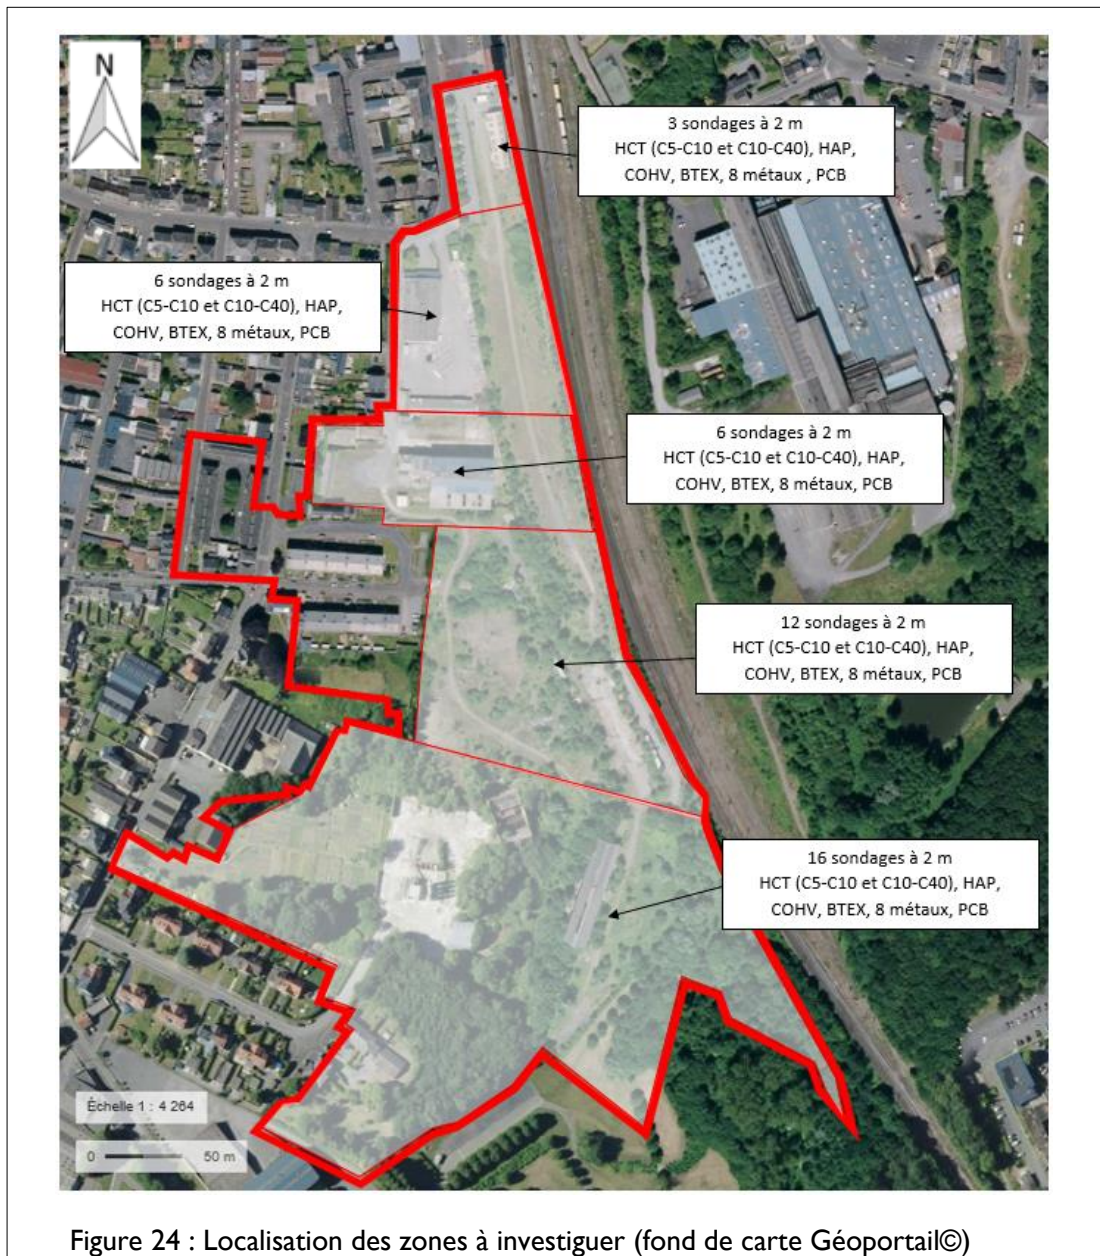 N
3 sondages à 2 m
HCT (C5-C10 et C10-C40), HAP,
COHV, BTEX, 8 métaux , PCB
6 sondages à 2 m
HCT (C5-C10 et C10-C40), HAP,
COHV, BTEX, 8 métaux, PCB
6 sondages à 2 m
HCT (C5-C10 et C10-C40), HAP,
COHV, BTEX, 8 métaux, PCB
12 sondages à 2 m
HCT (C5-C10 et C10-C40), HAP,
COHV, BTEX, 8 métaux, PCB
16 sondages à 2 m
HCT (C5-C10 et C10-C40), HAP,
COHV, BTEX, 8 métaux, PCB
Échelle 1 : 4 264
0 50 m
Figure 24 : Localisation des zones à investiguer (fond de carte Géoportail©)